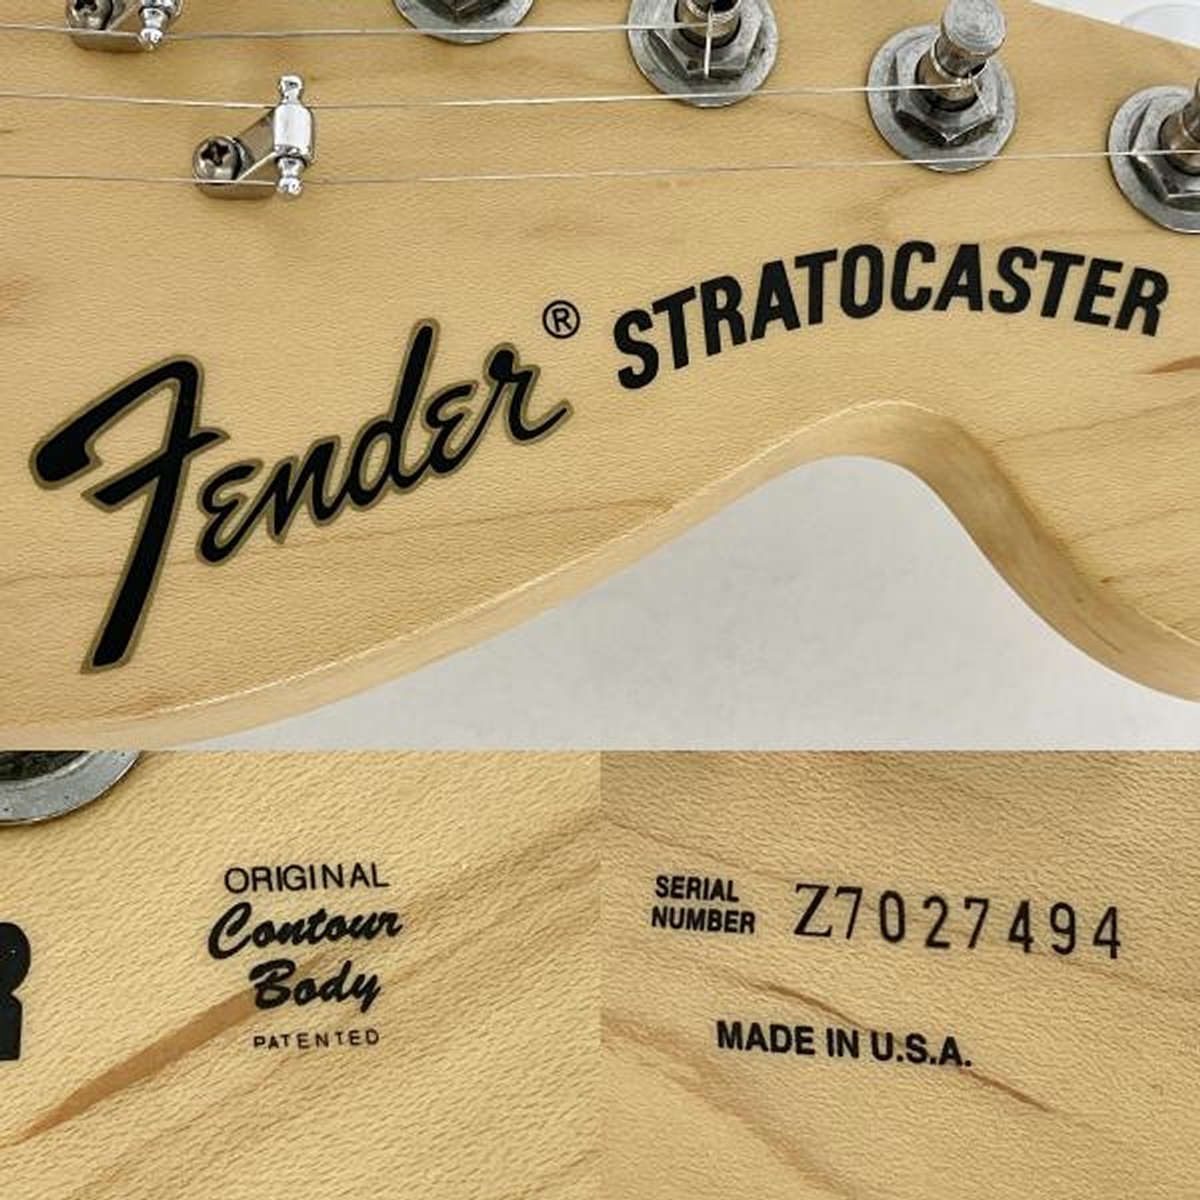 Fender® STRATOCASTER
ORIGINAL
Contour
Body
PATENTED
SERIAL
NUMBER Z7027494
MADE IN U.S.A.